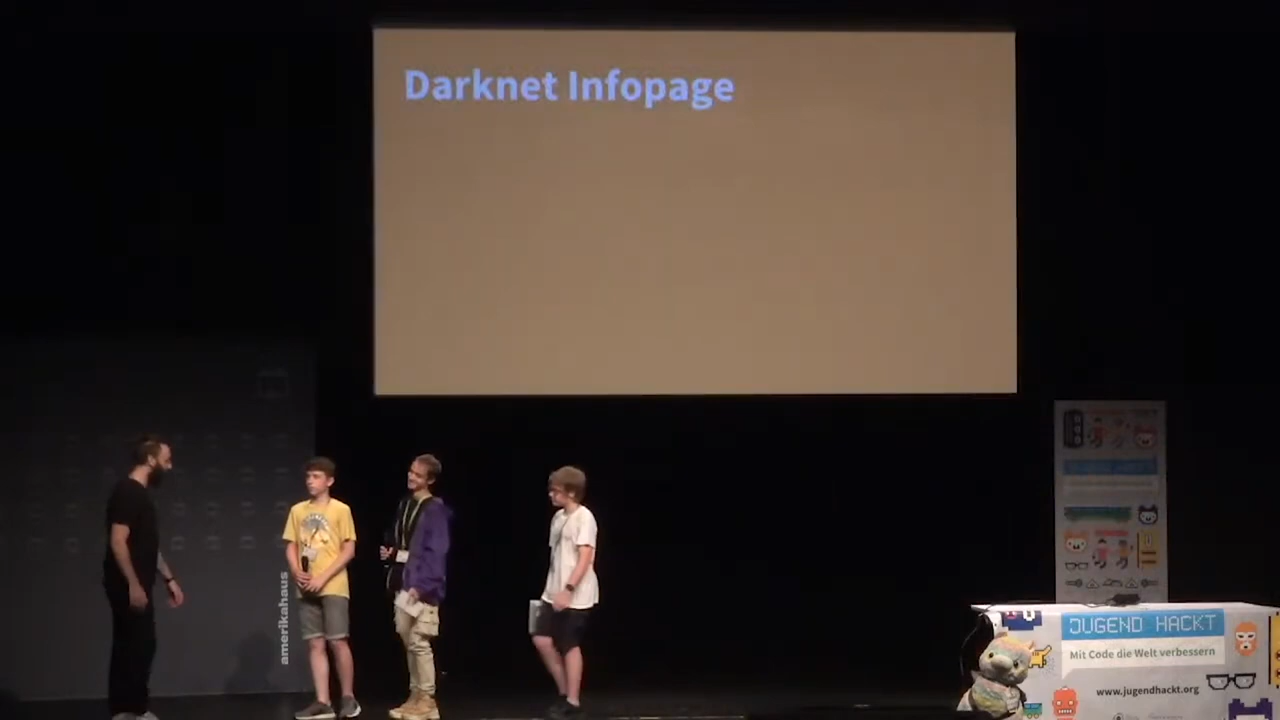 Darknet Infopage
amerikahaus
JUGEND HACKT
Mit Code die Welt verbessern
www.jugendhackt.org